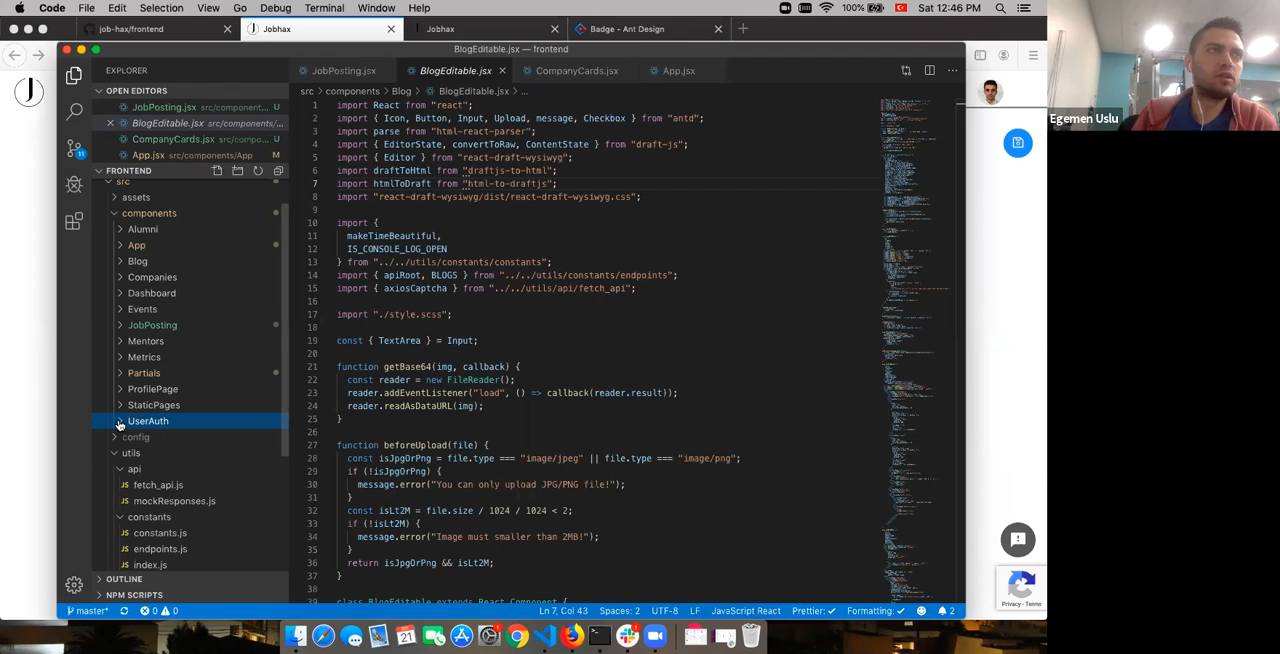 Code File Edit Selection View Go Debug Terminal Window Help 100% Sat 12:46 PM
job-hax/frontend Jobhax Jobhax Badge - Ant Design
BlogEditable.jsx — frontend
EXPLORER JobPosting.jsx BlogEditable.jsx CompanyCards.jsx App.jsx
OPEN EDITORS
src > components > Blog > BlogEditable.jsx > ...
JobPosting.jsx src/component... U
BlogEditable.jsx src/components/...
CompanyCards.jsx src/compo... U
App.jsx src/components/App M
FRONTEND
src
assets
components
Alumni
App
Blog
Companies
Dashboard
Events
JobPosting
Mentors
Metrics
Partials
ProfilePage
StaticPages
UserAuth
config
utils
api
fetch_api.js
mockResponses.js
constants
constants.js
endpoints.js
index.js
OUTLINE
NPM SCRIPTS
11
1 import React from "react";
2 import { Icon, Button, Input, Upload, message, Checkbox } from "antd";
3 import parse from "html-react-parser";
4 import { EditorState, convertToRaw, ContentState } from "draft-js";
5 import { Editor } from "react-draft-wysiwyg";
6 import draftToHtml from "draftjs-to-html";
7 import htmlToDraft from "html-to-draftjs";
8 import "react-draft-wysiwyg/dist/react-draft-wysiwyg.css";
9
10 import {
11 makeTimeBeautiful,
12 IS_CONSOLE_LOG_OPEN
13 } from "../../utils/constants/constants";
14 import { apiRoot, BLOGS } from "../../utils/constants/endpoints";
15 import { axiosCaptcha } from "../../utils/api/fetch_api";
16
17 import "./style.scss";
18
19 const { TextArea } = Input;
20
21 function getBase64(img, callback) {
22 const reader = new FileReader();
23 reader.addEventListener("load", () => callback(reader.result));
24 reader.readAsDataURL(img);
25 }
26
27 function beforeUpload(file) {
28 const isJpgOrPng = file.type === "image/jpeg" || file.type === "image/png";
29 if (!isJpgOrPng) {
30 message.error("You can only upload JPG/PNG file!");
31 }
32 const isLt2M = file.size / 1024 / 1024 < 2;
33 if (!isLt2M) {
34 message.error("Image must smaller than 2MB!");
35 }
36 return isJpgOrPng && isLt2M;
37 }
38
39 class BlogEditable extends React.Component {
master* 0 0 Ln 7, Col 43 Spaces: 2 UTF-8 LF JavaScript React Prettier: ✓ Formatting: ✓ 2
J
Egemen Uslu
Privacy - Terms
21